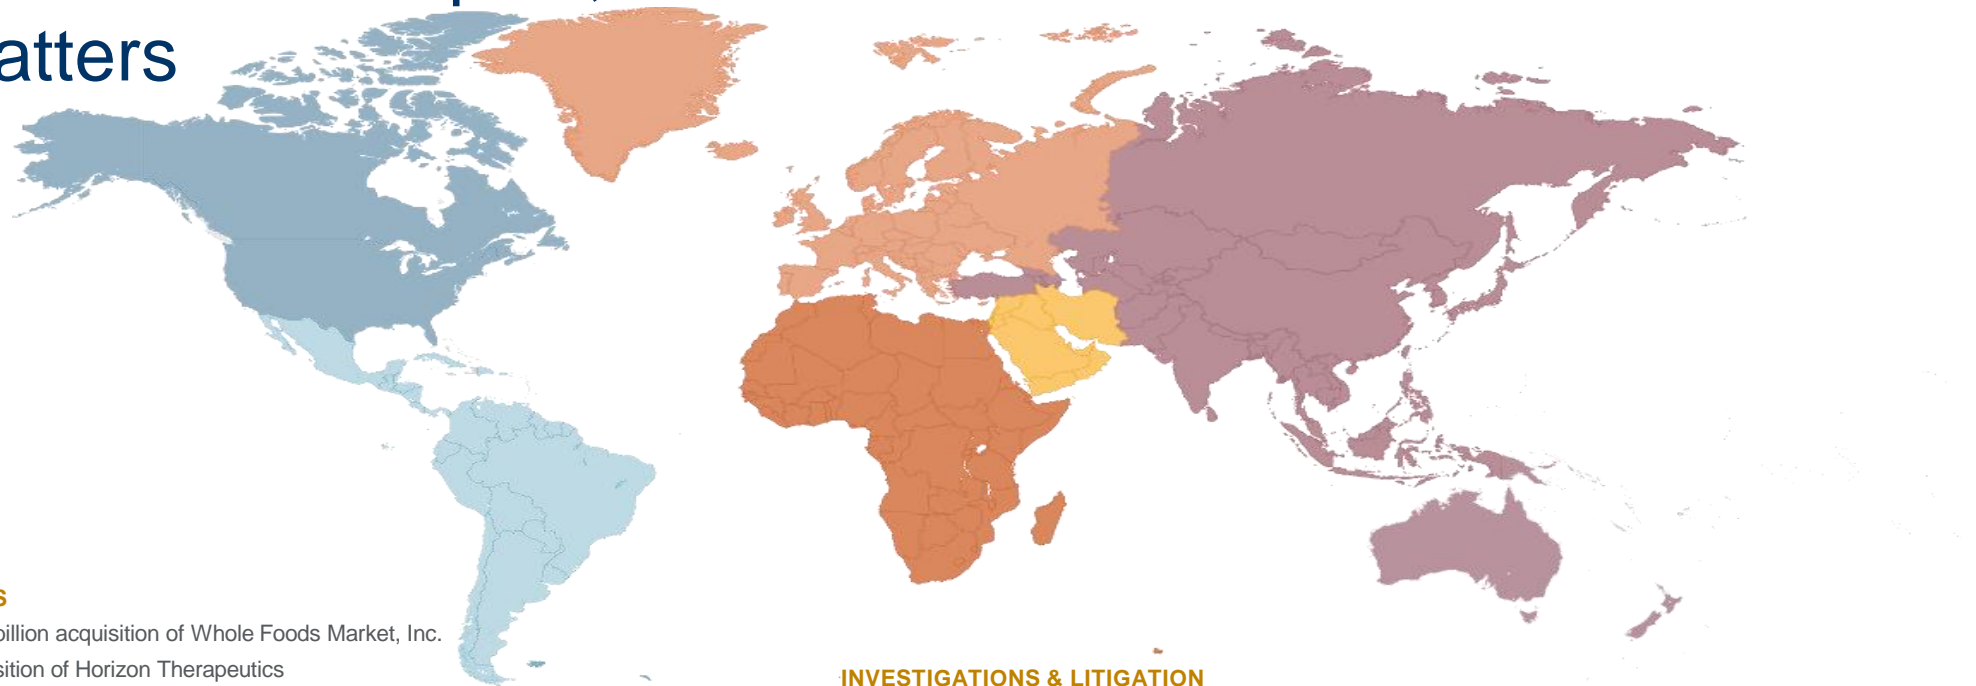 atters
S
billion acquisition of Whole Foods Market, Inc.
sition of Horizon Therapeutics
INVESTIGATIONS & LITIGATION